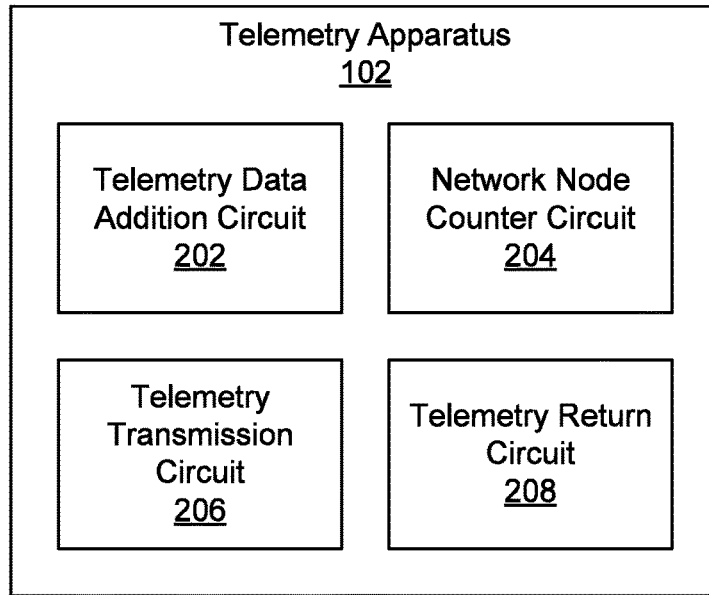 Telemetry Apparatus
102
Telemetry Data
Addition Circuit
202
Network Node
Counter Circuit
204
Telemetry
Transmission
Circuit
206
Telemetry Return
Circuit
208